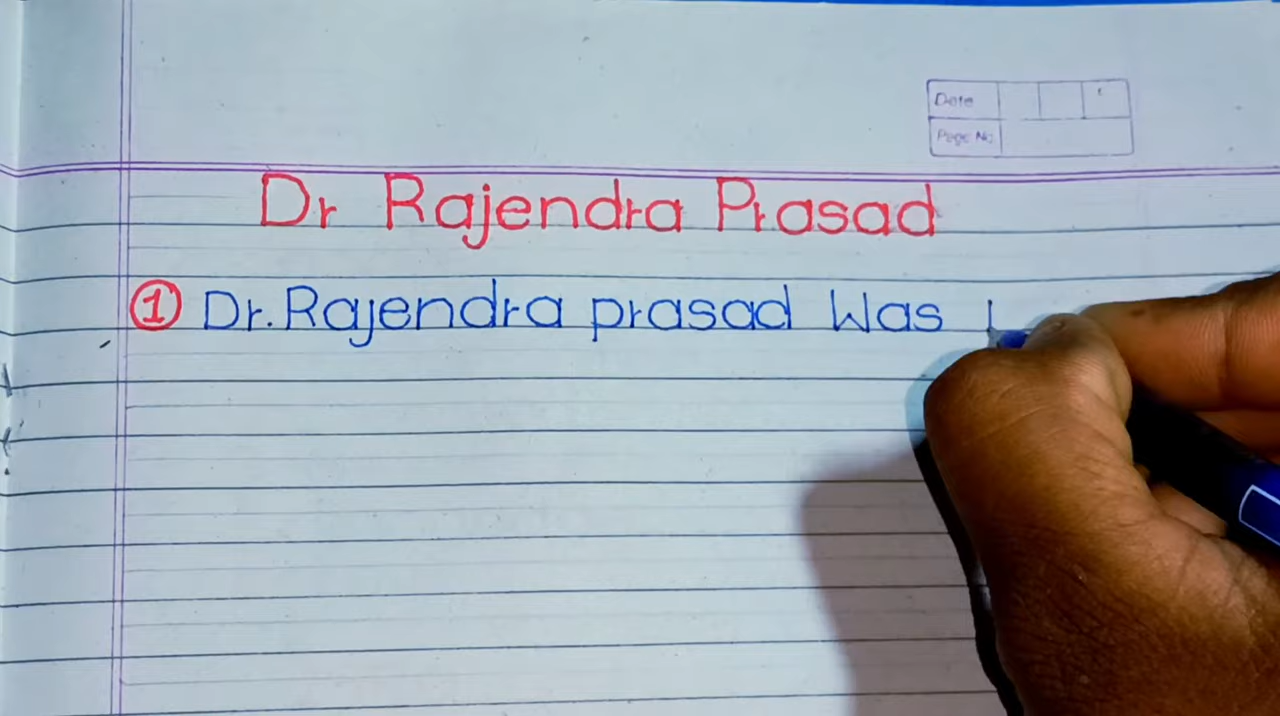 Date
Page No
Dr Rajendra Prasad
1 Dr. Rajendra prasad Was